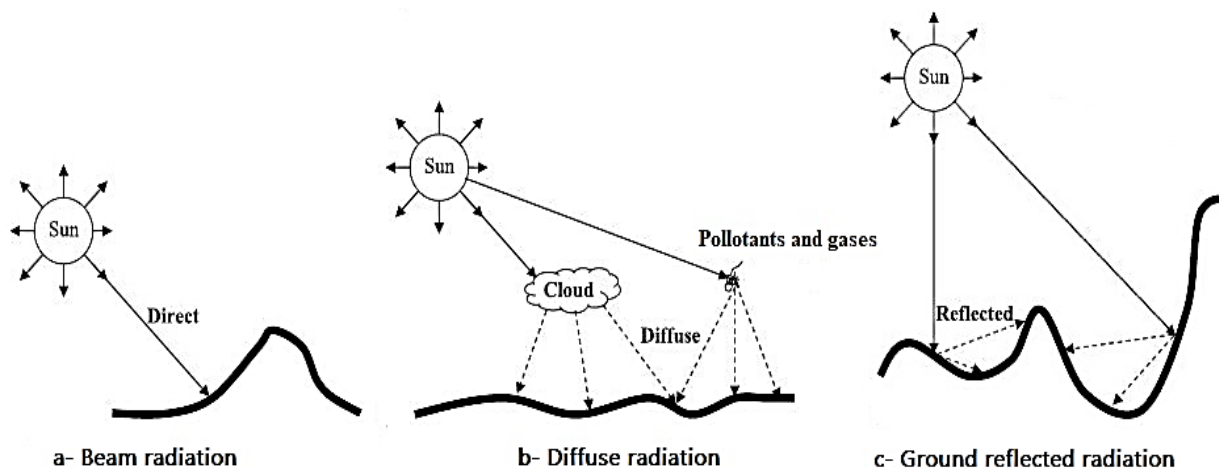 Sun
Direct
a- Beam radiation
Sun
Pollotants and gases
Cloud
Diffuse
b- Diffuse radiation
Sun
Reflected
c- Ground reflected radiation